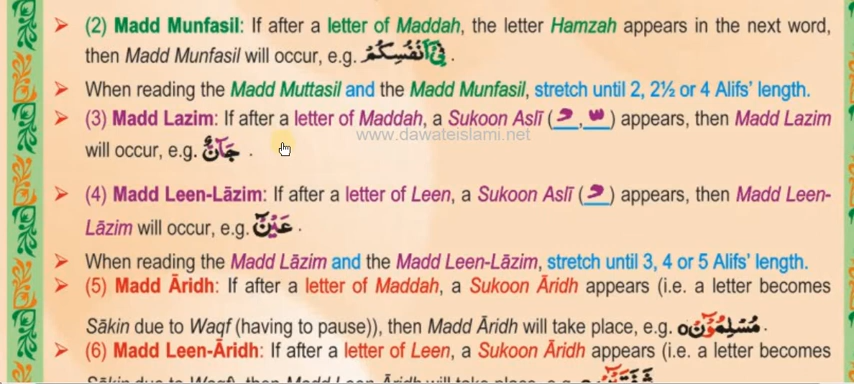 (2) Madd Munfasil: If after a letter of Maddah, the letter Hamzah appears in the next word,
then Madd Munfasil will occur, e.g. فِیْۤ اَنْفُسِكُمْ .
When reading the Madd Muttasil and the Madd Munfasil, stretch until 2, 2½ or 4 Alifs' length.
(3) Madd Lazim: If after a letter of Maddah, a Sukoon Aslī ( ) appears, then Madd Lazim
www.dawateislami.net
will occur, e.g. جَآنٌّ .
(4) Madd Leen-Lāzim: If after a letter of Leen, a Sukoon Aslī ( ) appears, then Madd Leen-
Lāzim will occur, e.g. عَیْنْ .
When reading the Madd Lāzim and the Madd Leen-Lāzim, stretch until 3, 4 or 5 Alifs' length.
(5) Madd Āridh: If after a letter of Maddah, a Sukoon Āridh appears (i.e. a letter becomes
Sākin due to Waqf (having to pause)), then Madd Āridh will take place, e.g. مُسْلِمُوْنَ .
(6) Madd Leen-Āridh: If after a letter of Leen, a Sukoon Āridh appears (i.e. a letter becomes